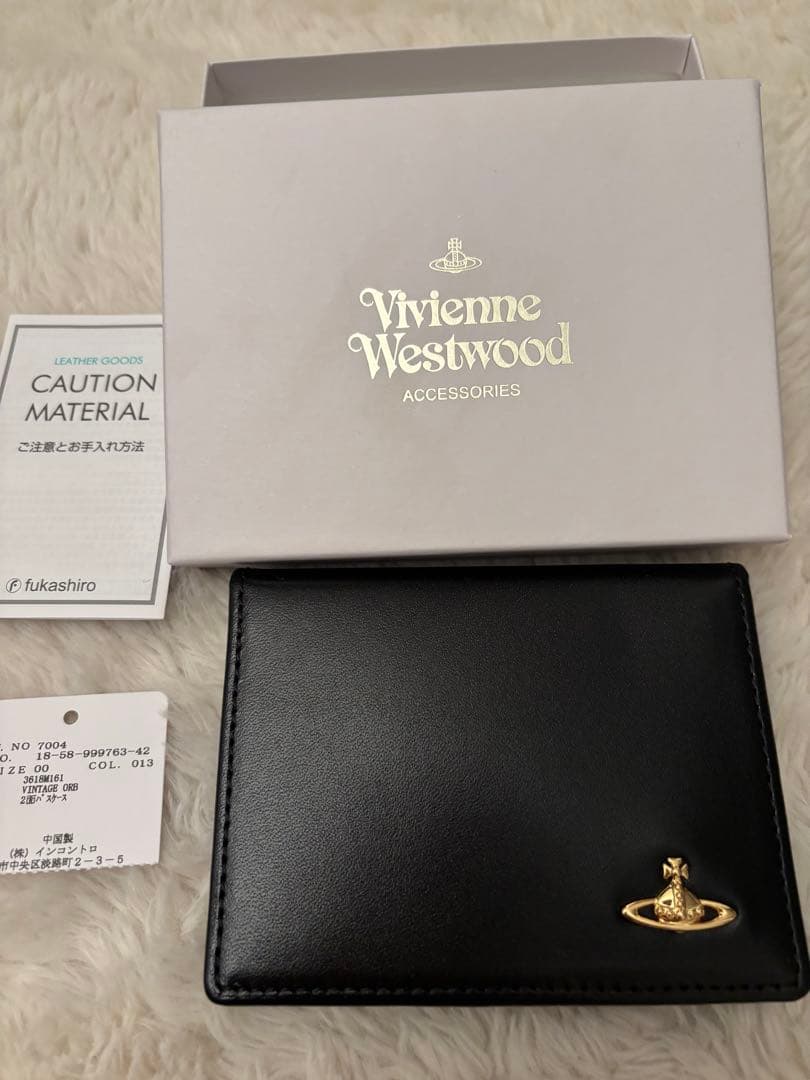 Vivienne
Westwood
ACCESSORIES
LEATHER GOODS
CAUTION
MATERIAL
ご注意とお手入れ方法
fukashiro
NO 7004
O. 18-58-999763-42
IZE 00 COL. 013
3618M161
VINTAGE ORB
2面ﾊﾟｽｹｰｽ
中国製
(株) インコントロ
市中央区淡路町2-3-5